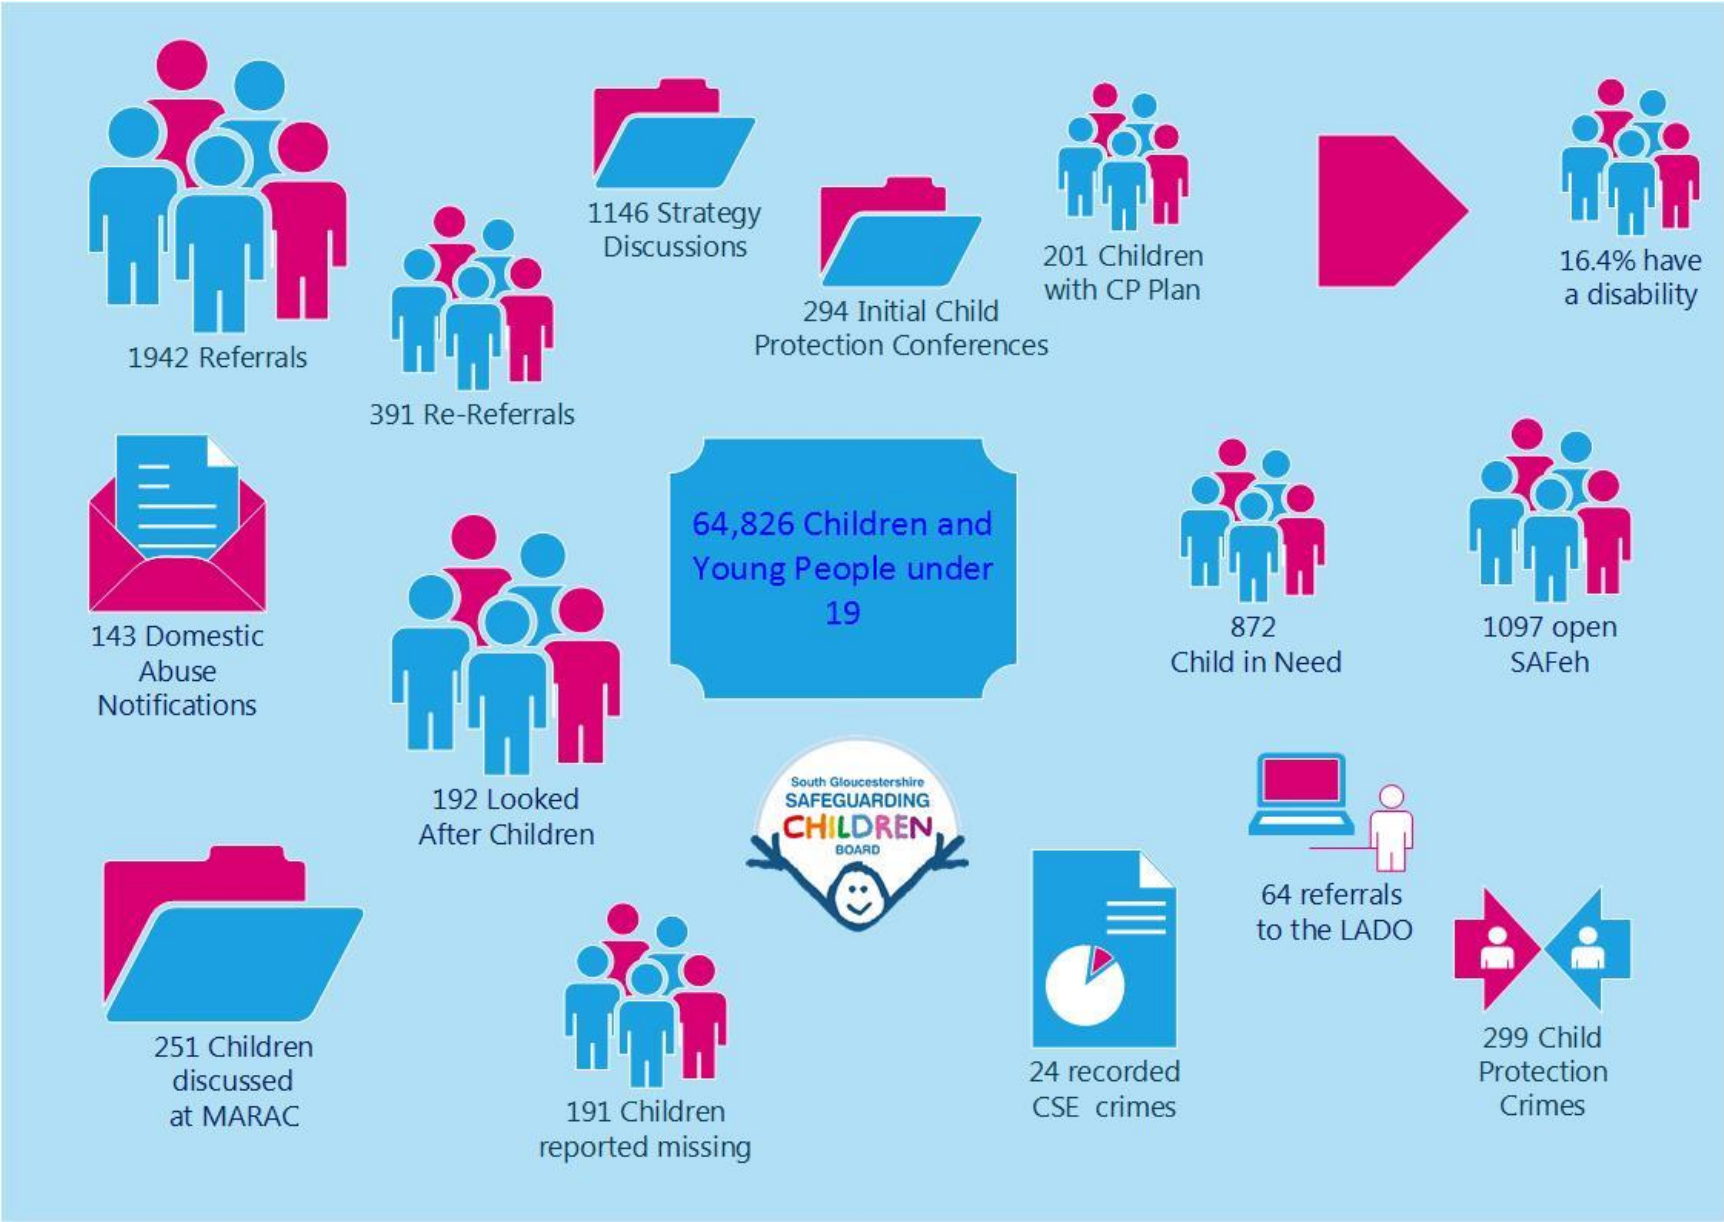 1942 Referrals
391 Re-Referrals
1146 Strategy
Discussions
294 Initial Child
Protection Conferences
201 Children
with CP Plan
16.4% have
a disability
143 Domestic
Abuse
Notifications
192 Looked
After Children
64,826 Children and
Young People under
19
872
Child in Need
1097 open
SAFeh
South Gloucestershire
SAFEGUARDING
CHILDREN
BOARD
251 Children
discussed
at MARAC
191 Children
reported missing
24 recorded
CSE crimes
64 referrals
to the LADO
299 Child
Protection
Crimes